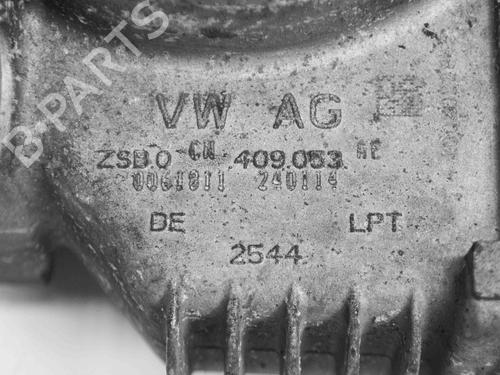 B-PARTS
VW AG
ZSB.0 CN 409.053 AE
0061811 240114
DE LPT
2544